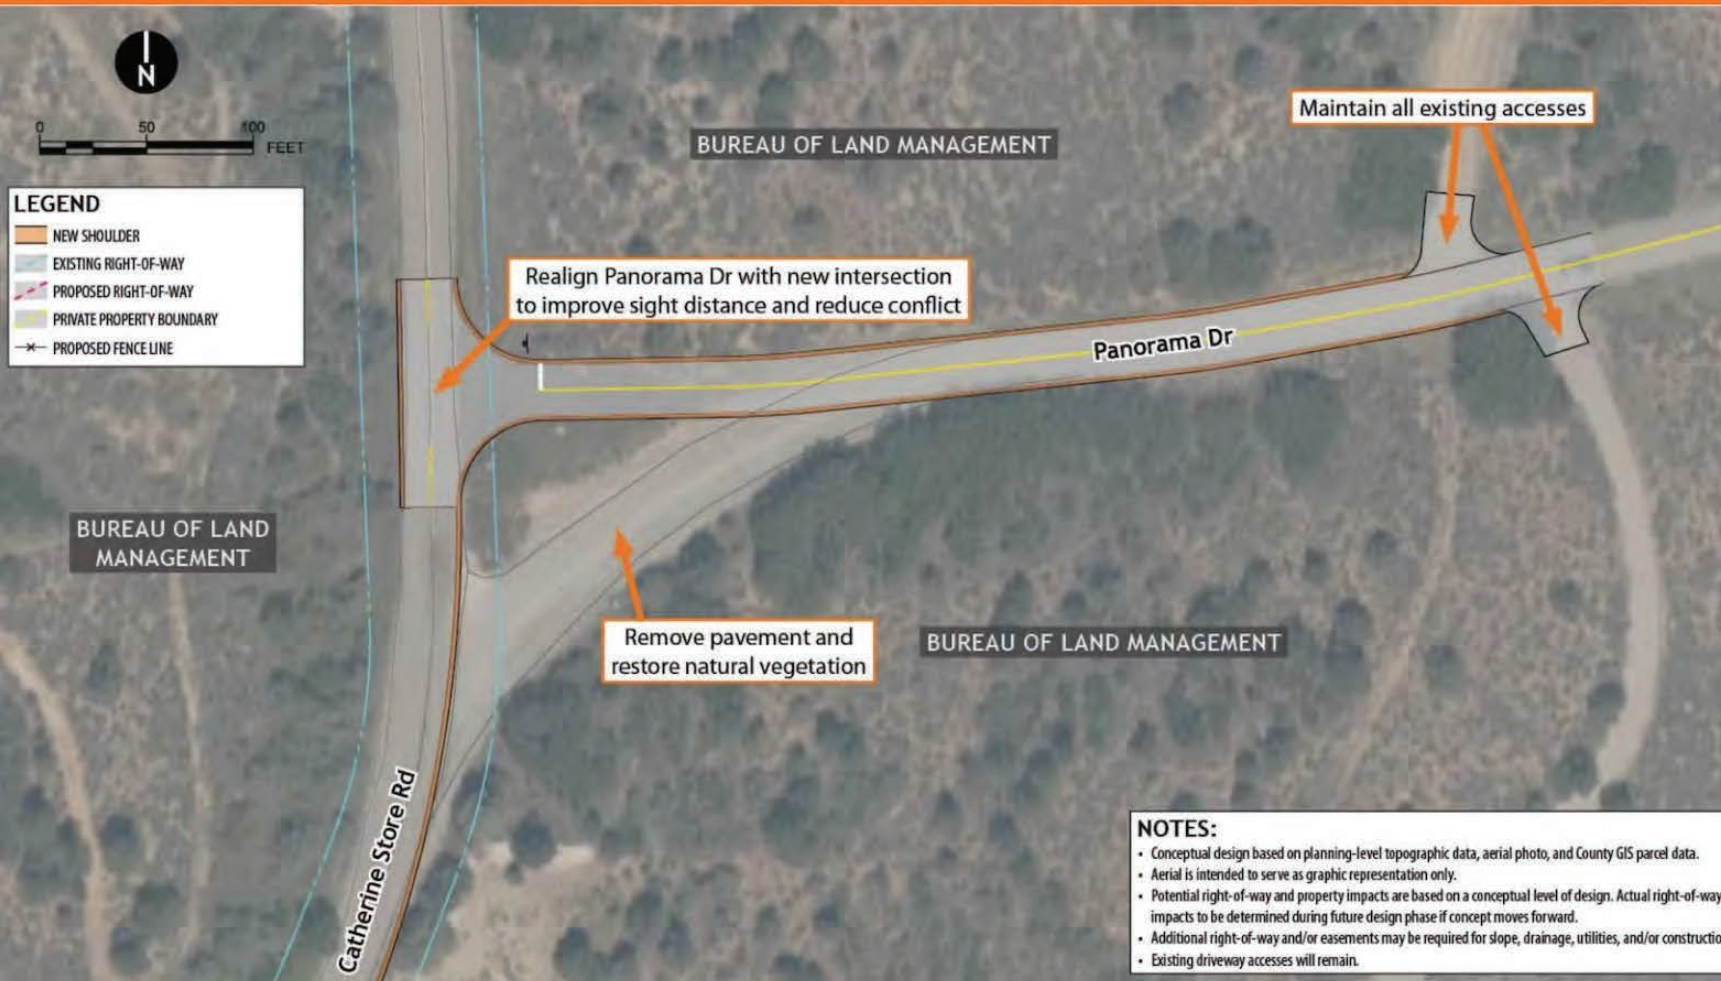 N
0 50 100
FEET
LEGEND
NEW SHOULDER
EXISTING RIGHT-OF-WAY
PROPOSED RIGHT-OF-WAY
PRIVATE PROPERTY BOUNDARY
PROPOSED FENCE LINE
BUREAU OF LAND MANAGEMENT
Maintain all existing accesses
Realign Panorama Dr with new intersection
to improve sight distance and reduce conflict
Panorama Dr
BUREAU OF LAND
MANAGEMENT
Remove pavement and
restore natural vegetation
BUREAU OF LAND MANAGEMENT
Catherine Store Rd
NOTES:
• Conceptual design based on planning-level topographic data, aerial photo, and County GIS parcel data.
• Aerial is intended to serve as graphic representation only.
• Potential right-of-way and property impacts are based on a conceptual level of design. Actual right-of-way
impacts to be determined during future design phase if concept moves forward.
• Additional right-of-way and/or easements may be required for slope, drainage, utilities, and/or constructio
• Existing driveway accesses will remain.